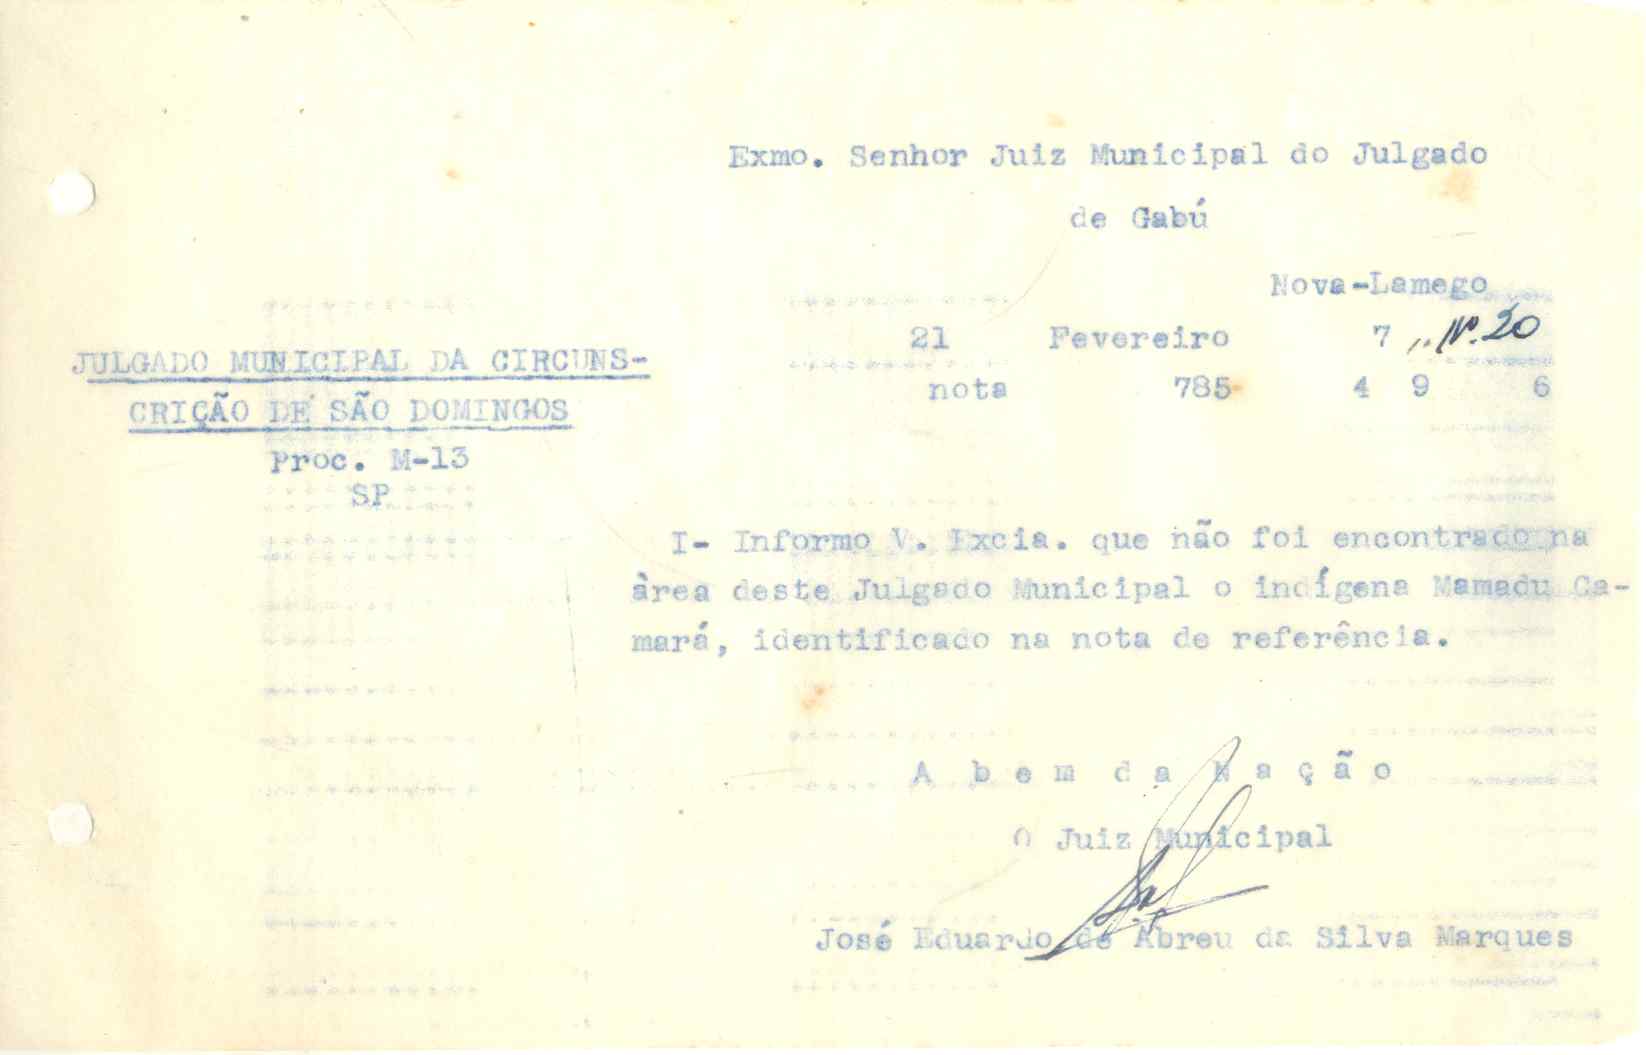 Exmo. Senhor Juiz Municipal do Julgado
de Gabú
Nova-Lamego
21 Fevereiro 7 ,, Nº. 20
nota 785 4 9 6
JULGADO MUNICIPAL DA CIRCUNS-
CRIÇÃO DE SÃO DOMINGOS
Proc. M-13
SP
I- Informo V. Excia. que não foi encontrado na
àrea deste Julgado Municipal o indígena Mamadu Ca-
mará, identificado na nota de referência.
A bem da Nação
O Juiz Municipal
José Eduardo de Abreu da Silva Marques